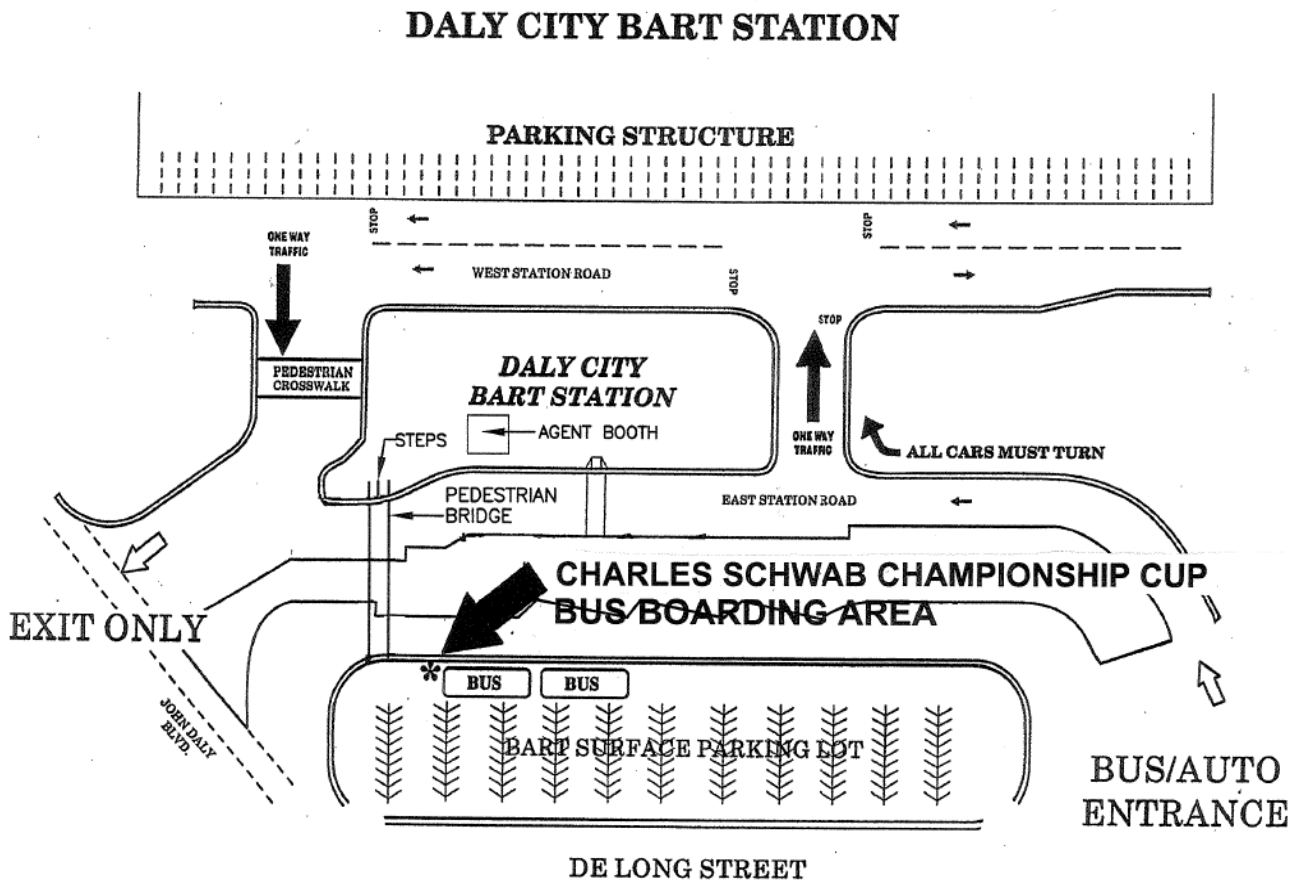 DALY CITY BART STATION
PARKING STRUCTURE
STOP
STOP
ONE WAY
TRAFFIC
WEST STATION ROAD
STOP
STOP
PEDESTRIAN
CROSSWALK
DALY CITY
BART STATION
STEPS
AGENT BOOTH
ONE WAY
TRAFFIC
ALL CARS MUST TURN
PEDESTRIAN
BRIDGE
EAST STATION ROAD
CHARLES SCHWAB CHAMPIONSHIP CUP
BUS BOARDING AREA
EXIT ONLY
* BUS BUS
JOHN DALY
BLVD.
BART SURFACE PARKING LOT
BUS/AUTO
ENTRANCE
DE LONG STREET